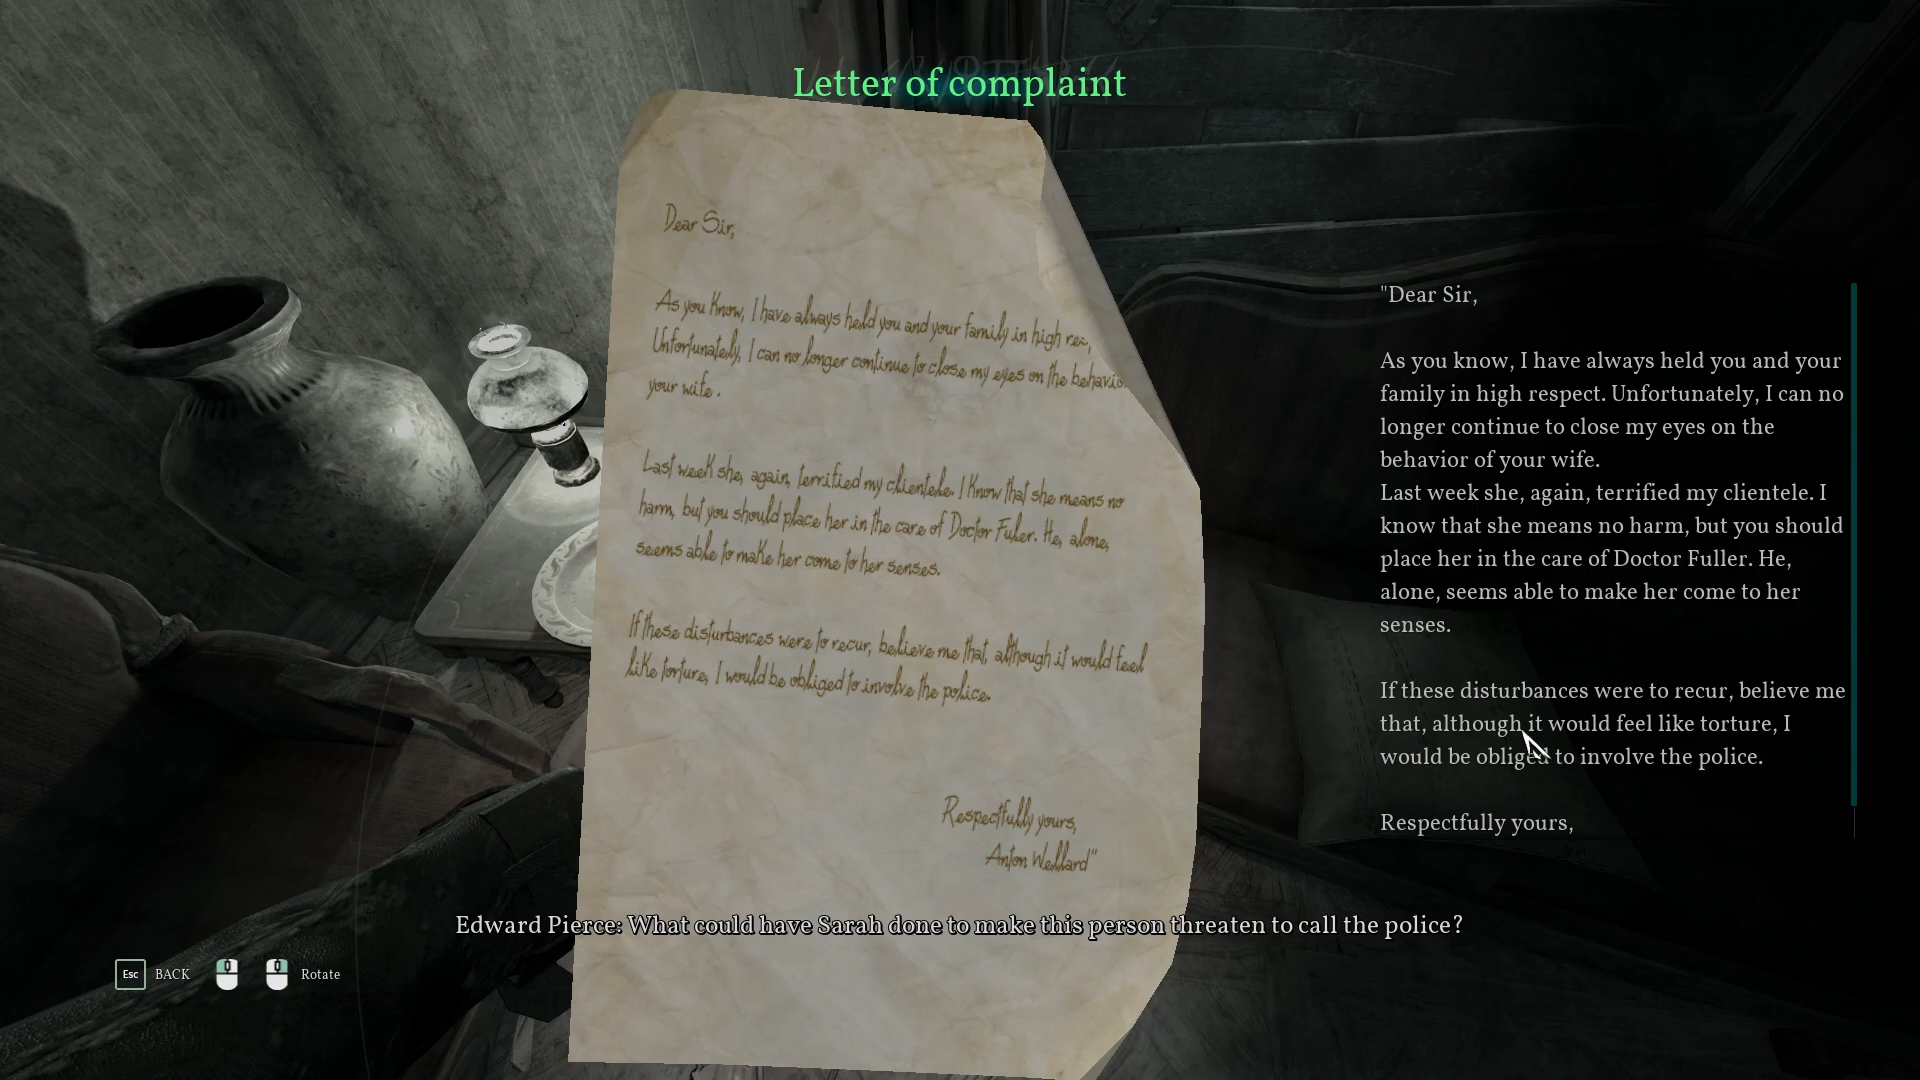 Letter of complaint
Dear Sir,
As you know, I have always held you and your family in high
Unfortunately, I can no longer continue to close my eyes on the behavio
your wife.
Last week she, again, terrified my clientele. I know that she means no
harm, but you should place her in the care of Doctor Fuller. He, alone,
seems able to make her come to her senses.
If these disturbances were to recur, believe me that, although it would feel
like torture, I would be obliged to involve the police.
Respectfully yours,
Anton Wellard"
"Dear Sir,
As you know, I have always held you and your
family in high respect. Unfortunately, I can no
longer continue to close my eyes on the
behavior of your wife.
Last week she, again, terrified my clientele. I
know that she means no harm, but you should
place her in the care of Doctor Fuller. He,
alone, seems able to make her come to her
senses.
If these disturbances were to recur, believe me
that, although it would feel like torture, I
would be obliged to involve the police.
Respectfully yours,
Edward Pierce: What could have Sarah done to make this person threaten to call the police?
Esc BACK Rotate